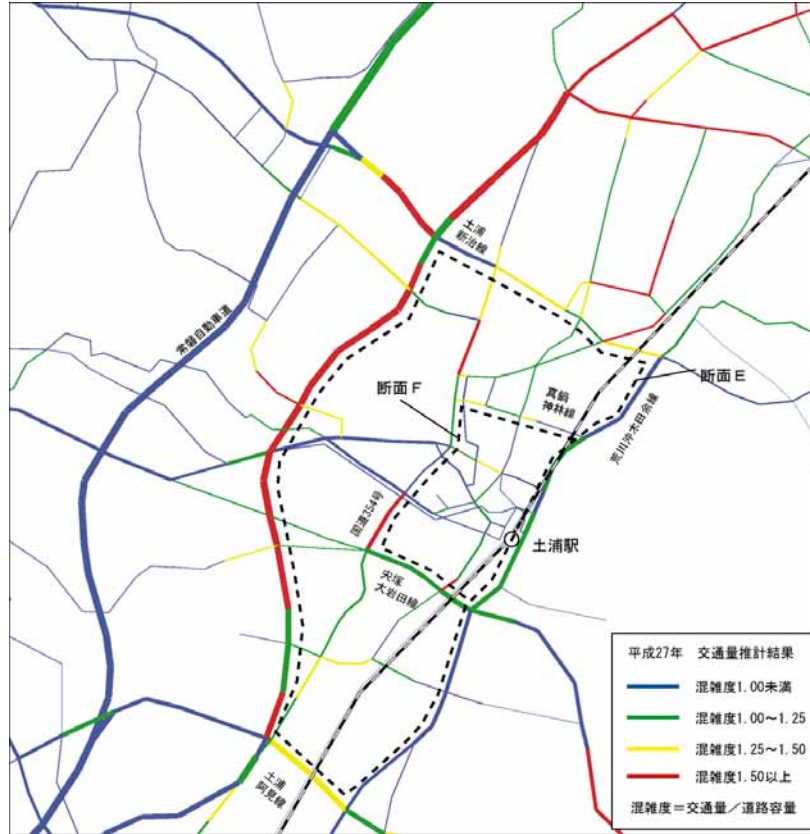 土浦
新治線
常磐自動車道
断面F
真鍋
神林線
断面E
荒川沖木田余線
国道354号
土浦駅
宍塚
大岩田線
土浦
阿見線
平成27年 交通量推計結果
混雑度1.00未満
混雑度1.00~1.25
混雑度1.25~1.50
混雑度1.50以上
混雑度=交通量/道路容量